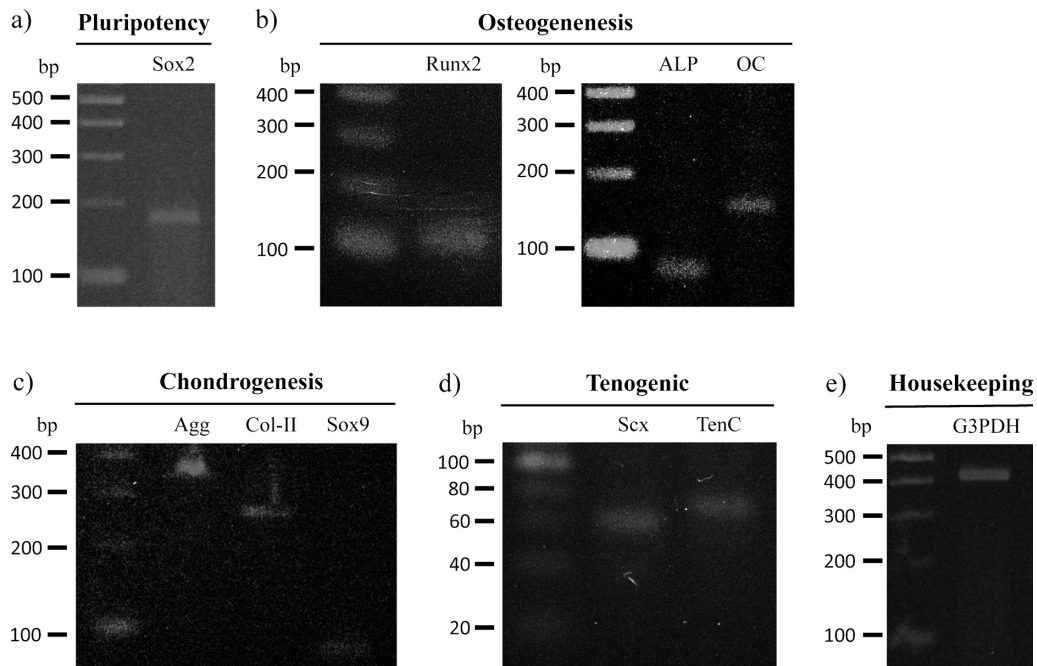 a) Pluripotency
bp Sox2
500
400
300
200
100
b) Osteogenenesis
bp Runx2
400
300
200
100
bp ALP OC
400
300
200
100
c) Chondrogenesis
bp Agg Col-II Sox9
400
300
200
100
d) Tenogenic
bp Scx TenC
100
80
60
40
20
e) Housekeeping
bp G3PDH
500
400
300
200
100